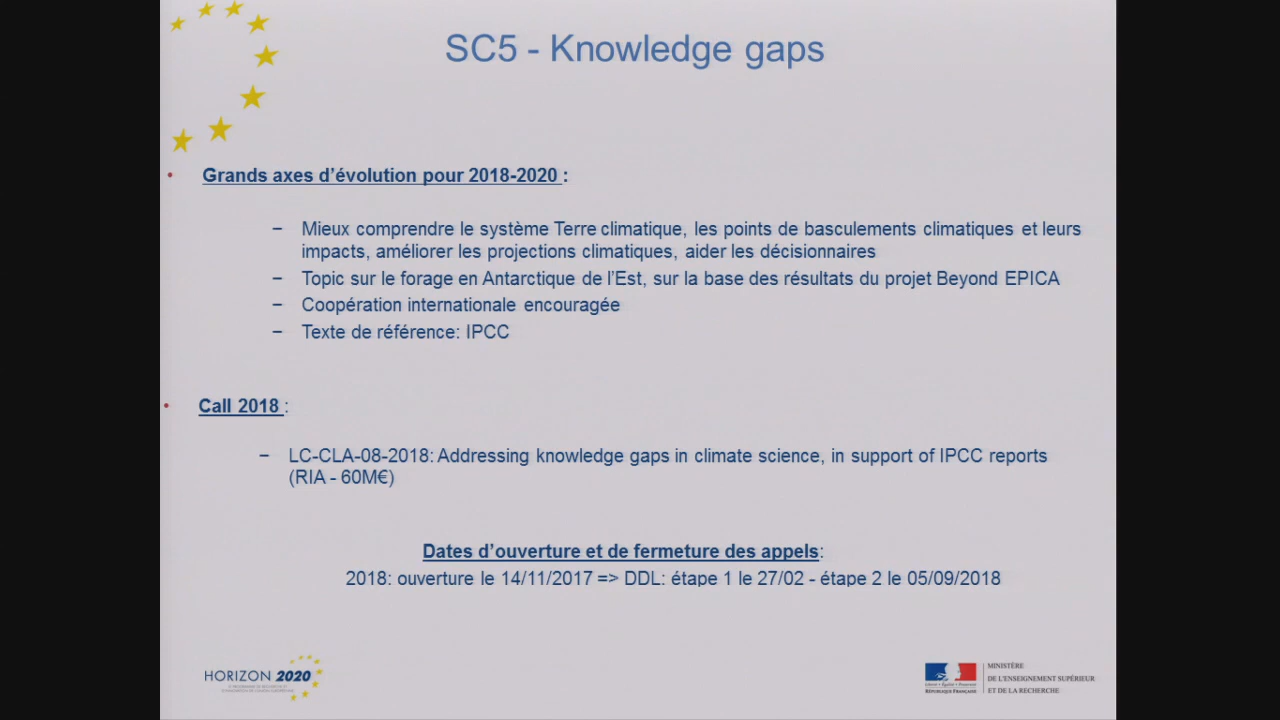 SC5 - Knowledge gaps
• Grands axes d'évolution pour 2018-2020 :
− Mieux comprendre le système Terre climatique, les points de basculements climatiques et leurs
impacts, améliorer les projections climatiques, aider les décisionnaires
− Topic sur le forage en Antarctique de l'Est, sur la base des résultats du projet Beyond EPICA
− Coopération internationale encouragée
− Texte de référence: IPCC
• Call 2018 :
− LC-CLA-08-2018: Addressing knowledge gaps in climate science, in support of IPCC reports
(RIA - 60M€)
Dates d'ouverture et de fermeture des appels:
2018: ouverture le 14/11/2017 => DDL: étape 1 le 27/02 - étape 2 le 05/09/2018
HORIZON 2020
MINISTÈRE
DE L'ENSEIGNEMENT SUPÉRIEUR
ET DE LA RECHERCHE
RÉPUBLIQUE FRANÇAISE